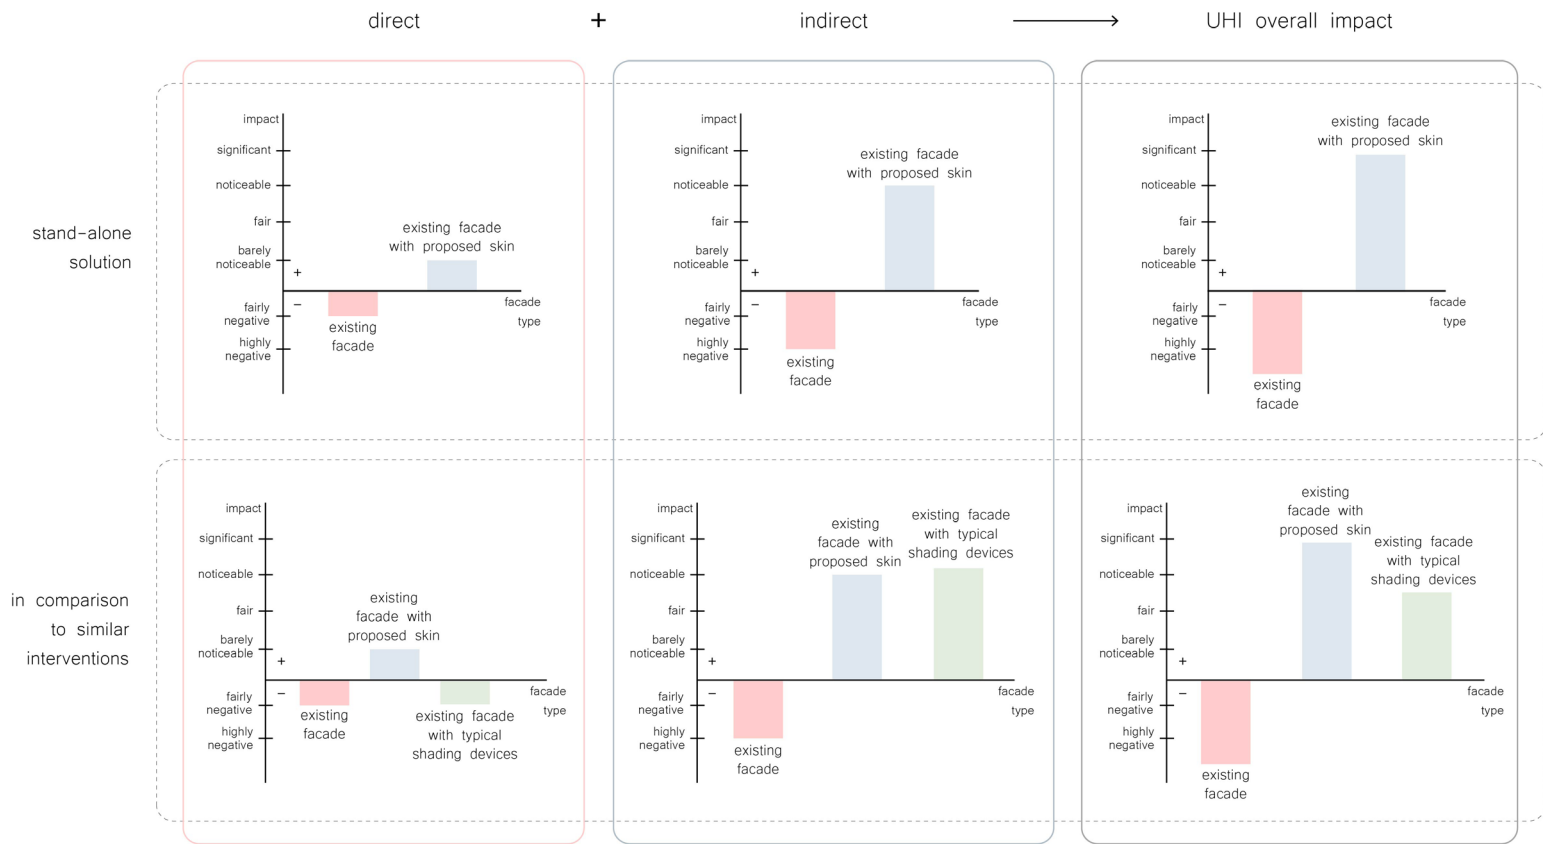 direct + indirect UHI overall impact
stand-alone
solution
impact
significant
noticeable
fair
barely
noticeable
+
−
fairly
negative
highly
negative
existing facade
with proposed skin
existing
facade
facade
type
impact
significant
noticeable
fair
barely
noticeable
+
−
fairly
negative
highly
negative
existing facade
with proposed skin
existing
facade
facade
type
impact
significant
noticeable
fair
barely
noticeable
+
−
fairly
negative
highly
negative
existing facade
with proposed skin
existing
facade
facade
type
in comparison
to similar
interventions
impact
significant
noticeable
fair
barely
noticeable
+
−
fairly
negative
highly
negative
existing
facade with
proposed skin
existing
facade
existing facade
with typical
shading devices
facade
type
impact
significant
noticeable
fair
barely
noticeable
+
−
fairly
negative
highly
negative
existing
facade with
proposed skin
existing facade
with typical
shading devices
existing
facade
facade
type
impact
significant
noticeable
fair
barely
noticeable
+
−
fairly
negative
highly
negative
existing
facade with
proposed skin
existing facade
with typical
shading devices
existing
facade
facade
type